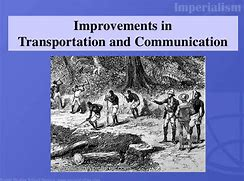 Imperialism
Improvements in
Transportation and Communication